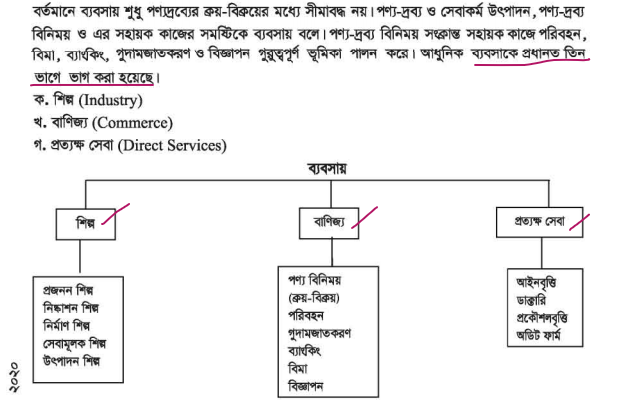 বর্তমানে ব্যবসায় শুধু পণ্যদ্রব্যের ক্রয়-বিক্রয়ের মধ্যে সীমাবদ্ধ নয়। পণ্য-দ্রব্য ও সেবাকর্ম উৎপাদন, পণ্য-দ্রব্য
বিনিময় ও এর সহায়ক কাজের সমষ্টিকে ব্যবসায় বলে। পণ্য-দ্রব্য বিনিময় সংক্রান্ত সহায়ক কাজে পরিবহন,
বিমা, ব্যাংকিং, গুদামজাতকরণ ও বিজ্ঞাপন গুরুত্বপূর্ণ ভূমিকা পালন করে। আধুনিক ব্যবসাকে প্রধানত তিন
ভাগে ভাগ করা হয়েছে।
ক. শিল্প (Industry)
খ. বাণিজ্য (Commerce)
গ. প্রত্যক্ষ সেবা (Direct Services)
ব্যবসায়
শিল্প
বাণিজ্য
প্রত্যক্ষ সেবা
প্রজনন শিল্প
নিষ্কাশন শিল্প
নির্মাণ শিল্প
সেবামূলক শিল্প
উৎপাদন শিল্প
পণ্য বিনিময়
(ক্রয়-বিক্রয়)
পরিবহন
গুদামজাতকরণ
ব্যাংকিং
বিমা
বিজ্ঞাপন
আইনবৃত্তি
ডাক্তারি
প্রকৌশলবৃত্তি
অডিট ফার্ম
২০২০